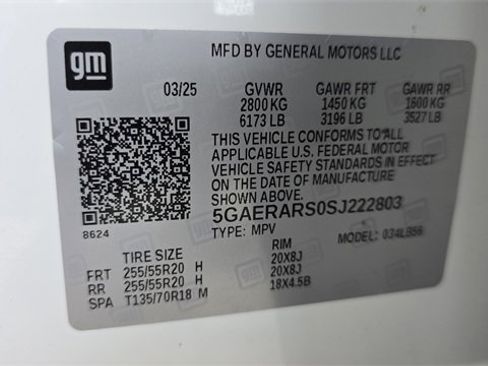 gm
MFD BY GENERAL MOTORS LLC
03/25 GVWR GAWR FRT GAWR RR
2800 KG 1450 KG 1600 KG
6173 LB 3196 LB 3527 LB
THIS VEHICLE CONFORMS TO ALL
APPLICABLE U.S. FEDERAL MOTOR
VEHICLE SAFETY STANDARDS IN EFFECT
ON THE DATE OF MANUFACTURE
SHOWN ABOVE.
5GAERARS0SJ222803
8624
TYPE: MPV MODEL:
TIRE SIZE RIM
FRT 255/55R20 H 20X8J
RR 255/55R20 H 20X8J
SPA T135/70R18 M 18X4.5B